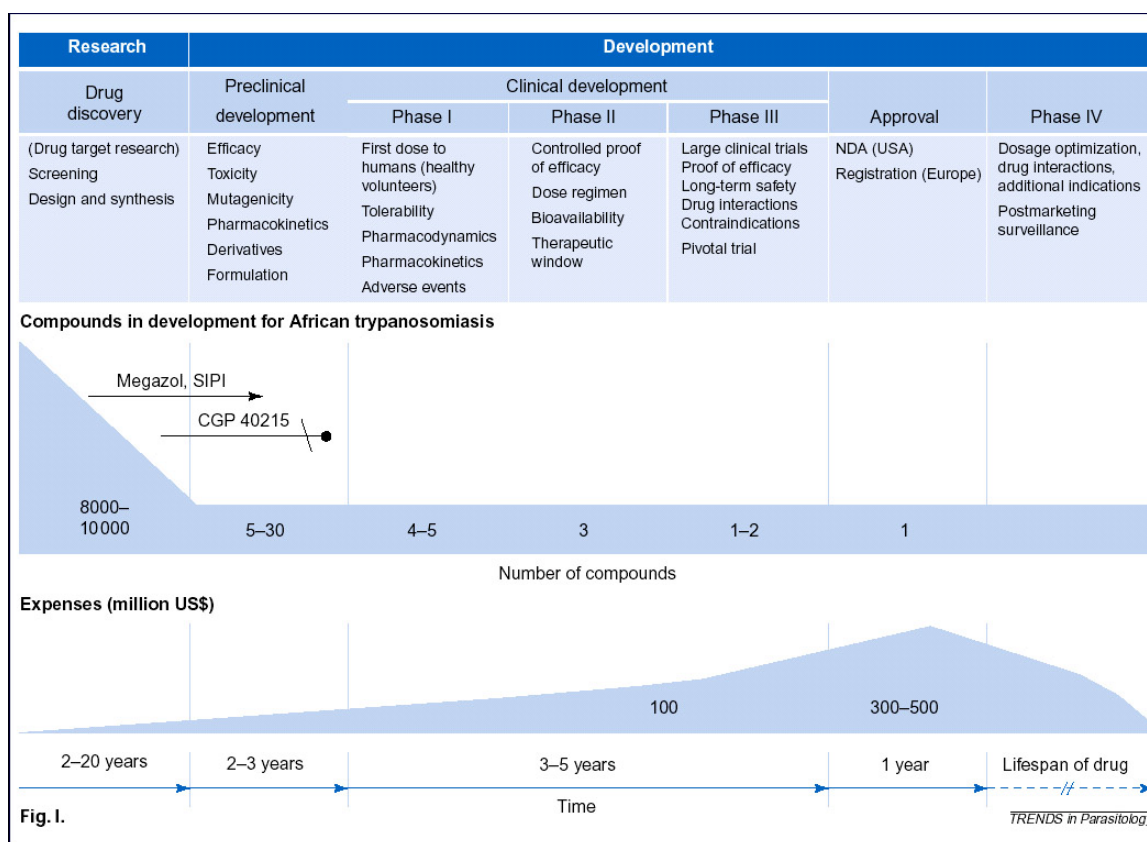 Research
Development
Drug
discovery
Preclinical
development
Clinical development
Phase I
Phase II
Phase III
Approval
Phase IV
(Drug target research)
Screening
Design and synthesis
Efficacy
Toxicity
Mutagenicity
Pharmacokinetics
Derivatives
Formulation
First dose to
humans (healthy
volunteers)
Tolerability
Pharmacodynamics
Pharmacokinetics
Adverse events
Controlled proof
of efficacy
Dose regimen
Bioavailability
Therapeutic
window
Large clinical trials
Proof of efficacy
Long-term safety
Drug interactions
Contraindications
Pivotal trial
NDA (USA)
Registration (Europe)
Dosage optimization,
drug interactions,
additional indications
Postmarketing
surveillance
Compounds in development for African trypanosomiasis
Megazol, SIPI
CGP 40215
8000–
10 000
5–30
4–5
3
1–2
1
Number of compounds
Expenses (million US$)
100
300–500
2–20 years
2–3 years
3–5 years
1 year
Lifespan of drug
Time
Fig. I.
TRENDS in Parasitology